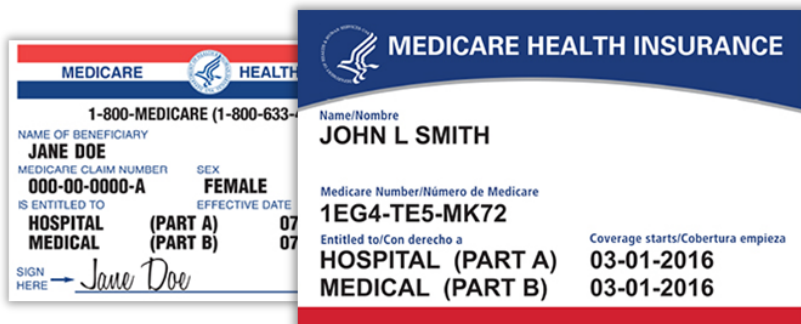 MEDICARE HEALTH
1-800-MEDICARE (1-800-633-
NAME OF BENEFICIARY
JANE DOE
MEDICARE CLAIM NUMBER SEX
000-00-0000-A FEMALE
IS ENTITLED TO EFFECTIVE DATE
HOSPITAL (PART A) 07
MEDICAL (PART B) 07
SIGN
HERE Jane Doe
MEDICARE HEALTH INSURANCE
Name/Nombre
JOHN L SMITH
Medicare Number/Número de Medicare
1EG4-TE5-MK72
Entitled to/Con derecho a Coverage starts/Cobertura empieza
HOSPITAL (PART A) 03-01-2016
MEDICAL (PART B) 03-01-2016